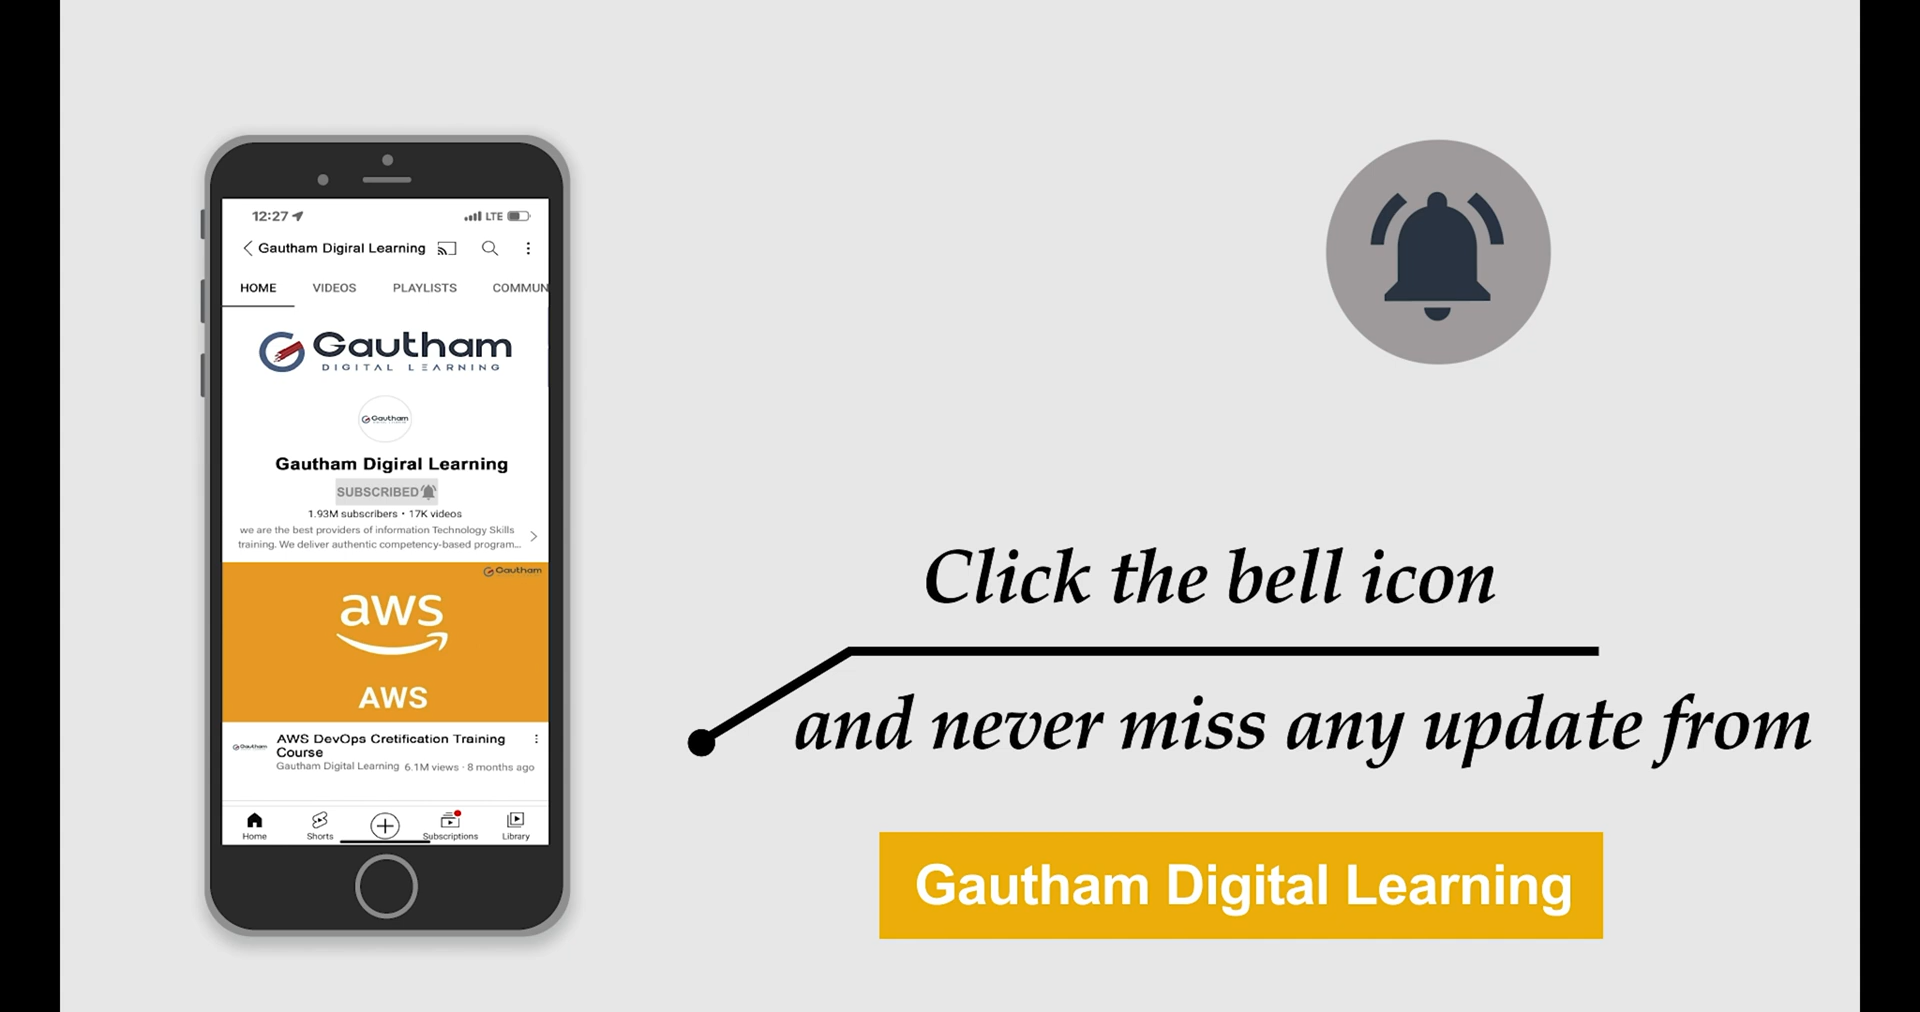 12:27
LTE
Gautham Digiral Learning
HOME VIDEOS PLAYLISTS COMMUN
Gautham
DIGITAL LEARNING
Gautham
Gautham Digiral Learning
SUBSCRIBED
1.93M subscribers • 17K videos
we are the best providers of information Technology Skills
training. We deliver authentic competency-based program...
Gautham
aws
AWS
Gautham
AWS DevOps Cretification Training
Course
Gautham Digital Learning 6.1M views · 8 months ago
Home Shorts Subscriptions Library
Click the bell icon
and never miss any update from
Gautham Digital Learning